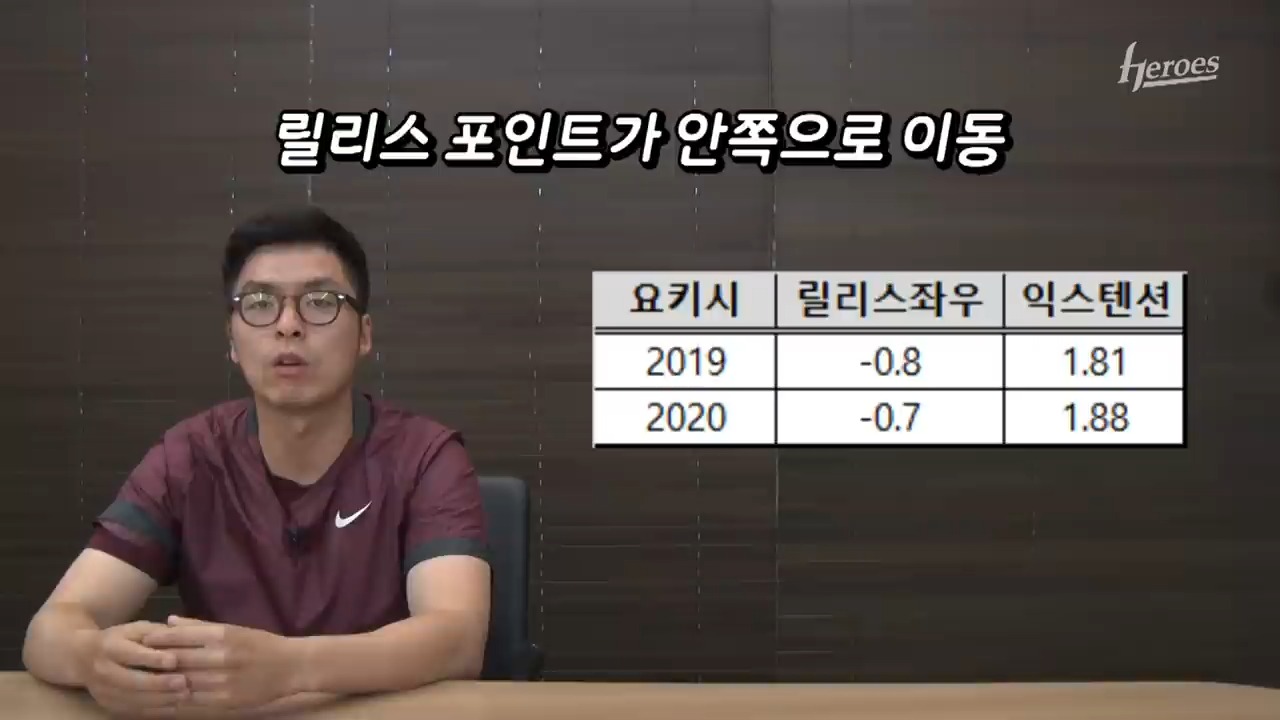 Heroes
릴리스 포인트가 안쪽으로 이동
요키시 릴리스좌우 익스텐션
2019 -0.8 1.81
2020 -0.7 1.88